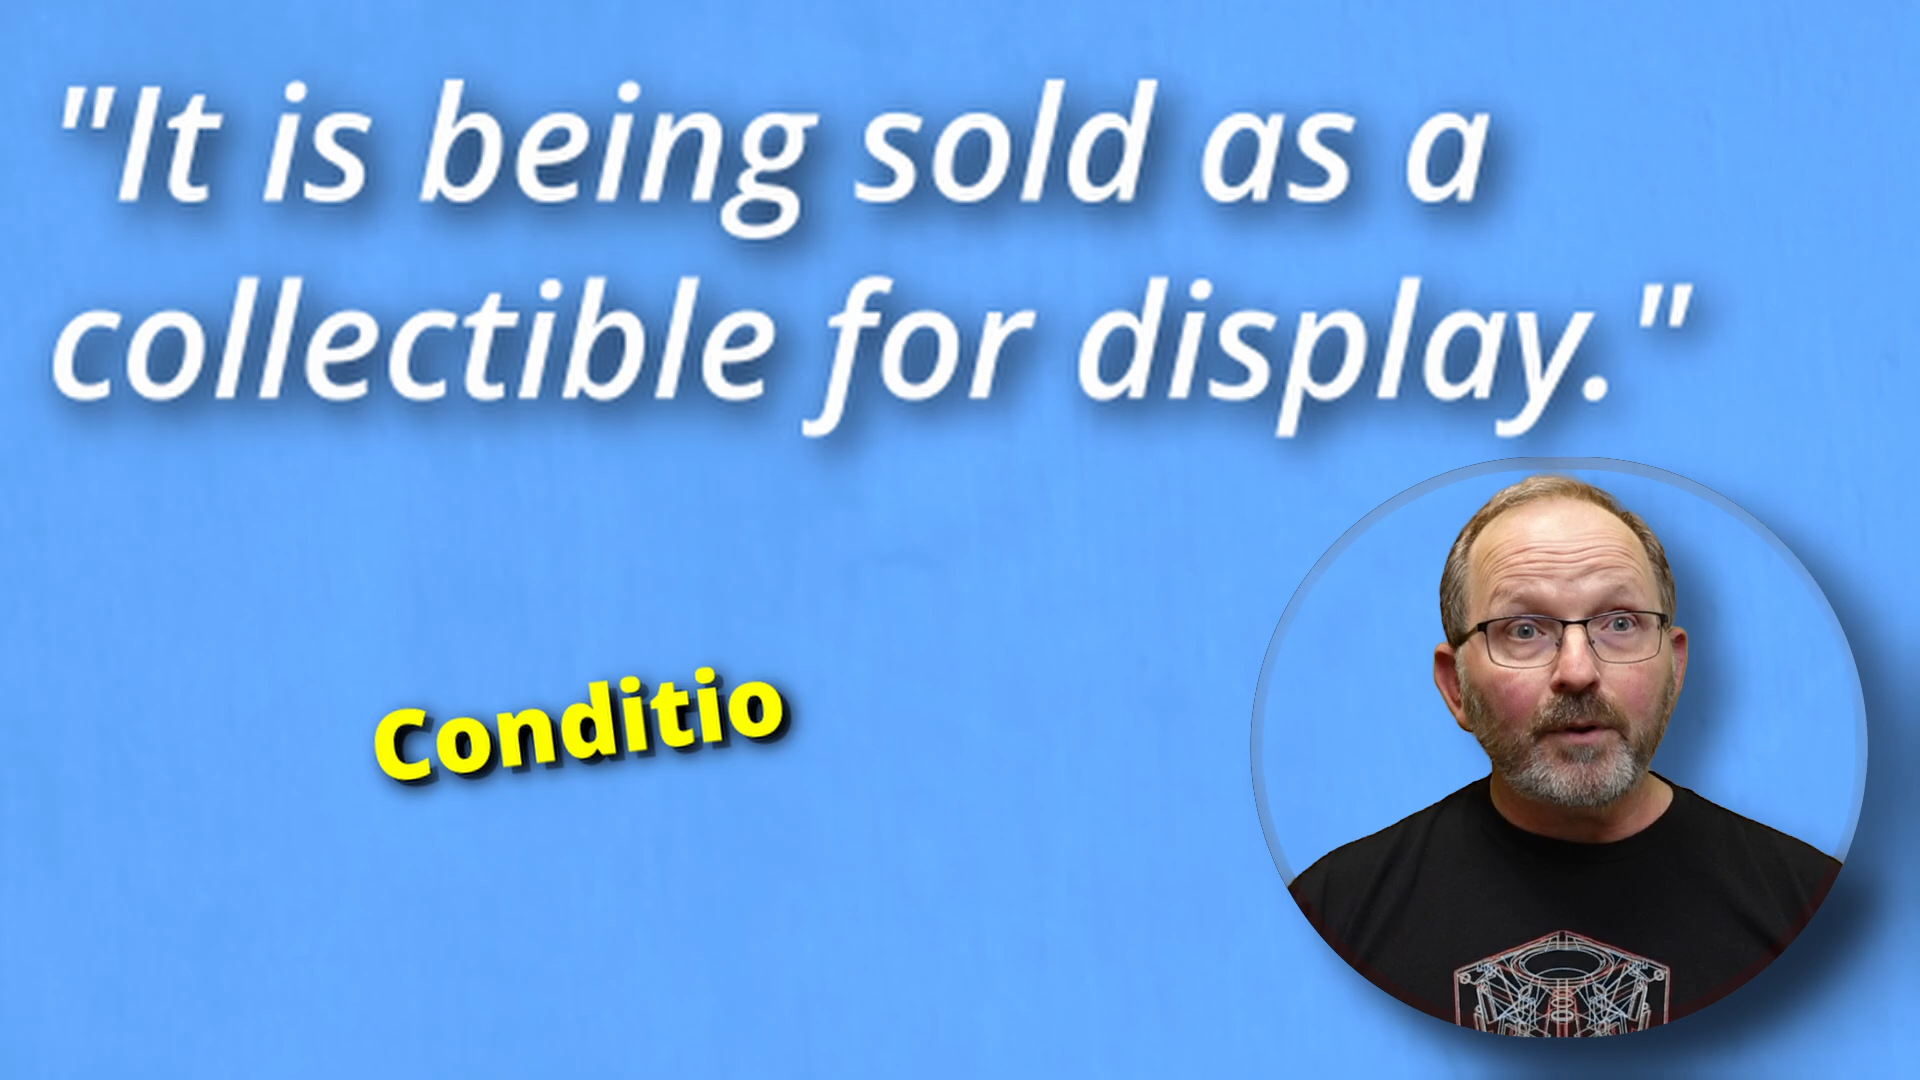 "It is being sold as a
collectible for display."
Conditio